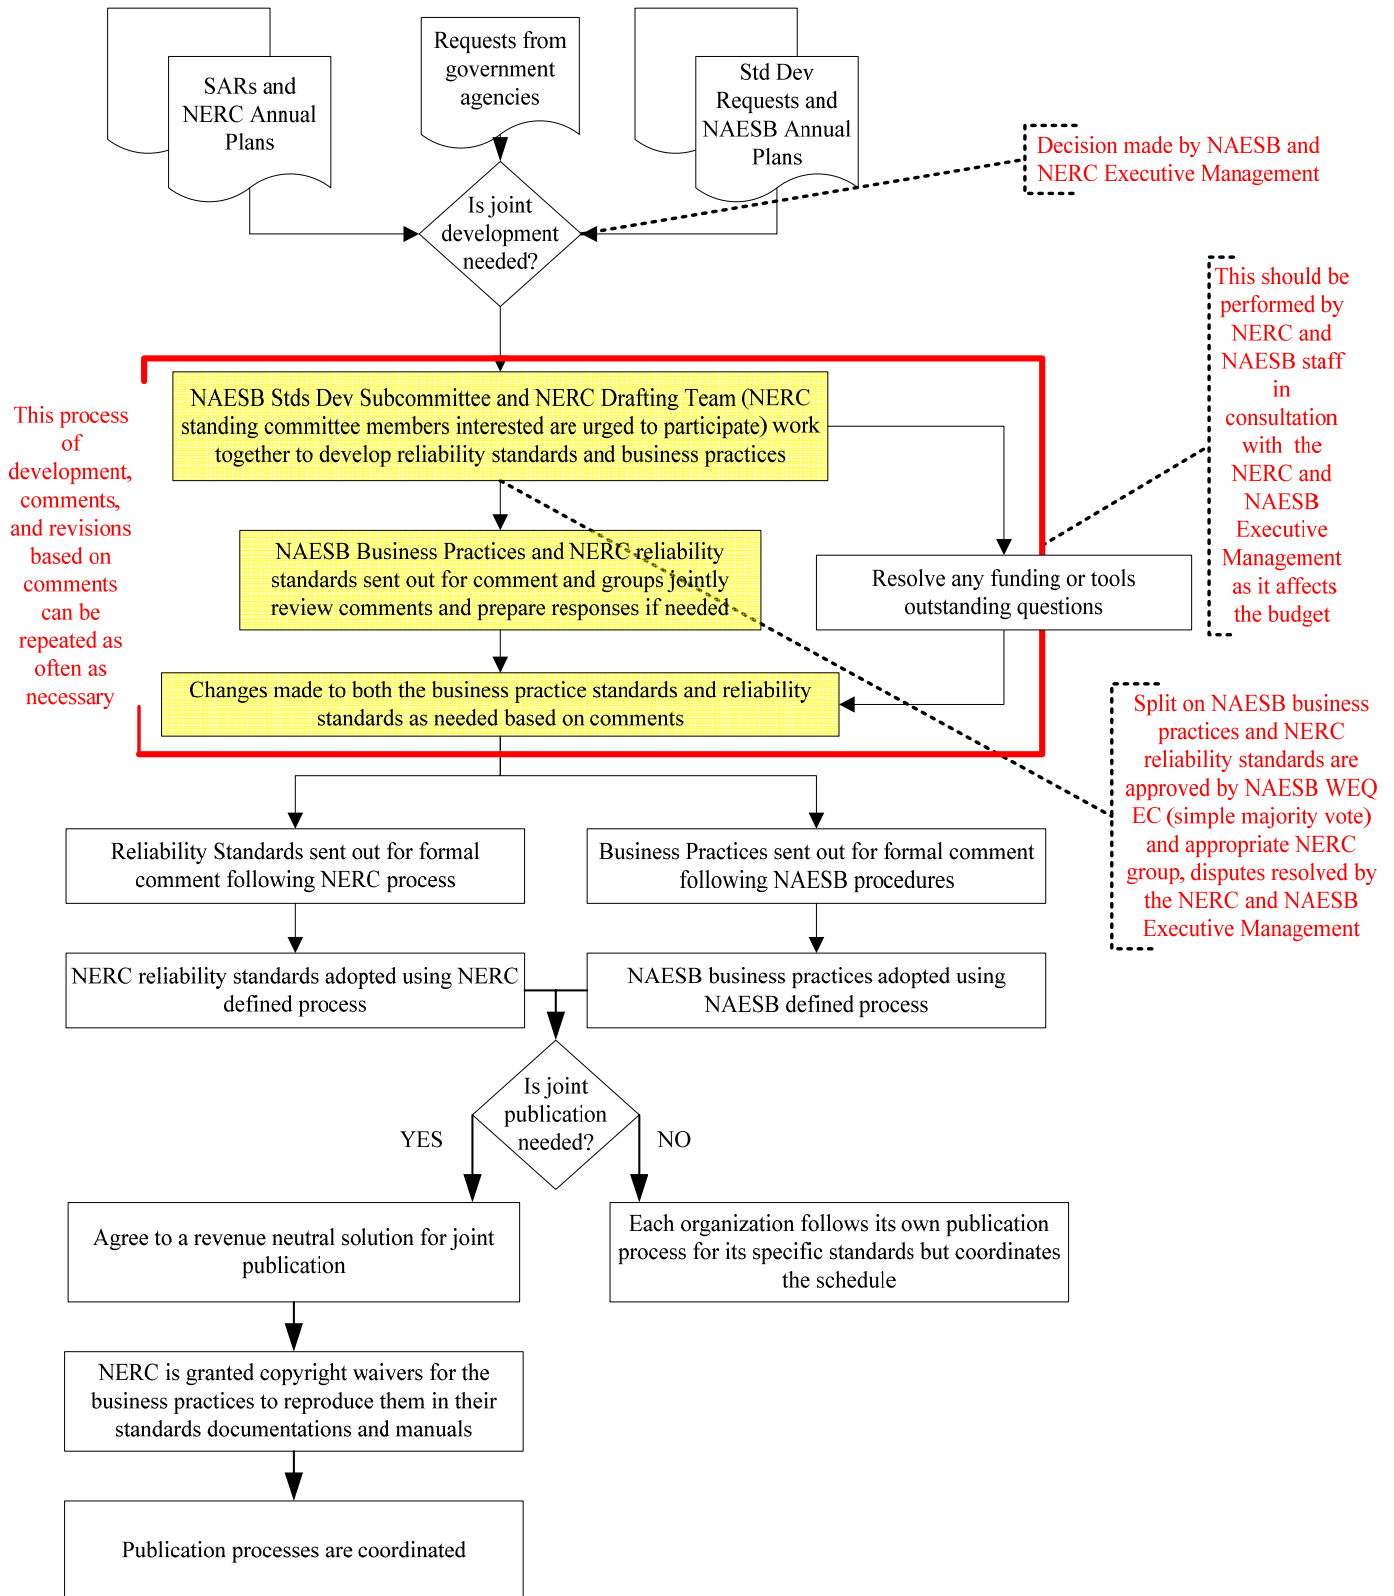 SARs and
NERC Annual
Plans
Requests from
government
agencies
Std Dev
Requests and
NAESB Annual
Plans
Decision made by NAESB and
NERC Executive Management
Is joint
development
needed?
This should be
performed by
NERC and
NAESB staff
in
consultation
with the
NERC and
NAESB
Executive
Management
as it affects
the budget
This process
of
development,
comments,
and revisions
based on
comments
can be
repeated as
often as
necessary
NAESB Stds Dev Subcommittee and NERC Drafting Team (NERC
standing committee members interested are urged to participate) work
together to develop reliability standards and business practices
NAESB Business Practices and NERC reliability
standards sent out for comment and groups jointly
review comments and prepare responses if needed
Resolve any funding or tools
outstanding questions
Changes made to both the business practice standards and reliability
standards as needed based on comments
Split on NAESB business
practices and NERC
reliability standards are
approved by NAESB WEQ
EC (simple majority vote)
and appropriate NERC
group, disputes resolved by
the NERC and NAESB
Executive Management
Reliability Standards sent out for formal
comment following NERC process
Business Practices sent out for formal comment
following NAESB procedures
NERC reliability standards adopted using NERC
defined process
NAESB business practices adopted using
NAESB defined process
Is joint
publication
needed?
YES
NO
Agree to a revenue neutral solution for joint
publication
Each organization follows its own publication
process for its specific standards but coordinates
the schedule
NERC is granted copyright waivers for the
business practices to reproduce them in their
standards documentations and manuals
Publication processes are coordinated